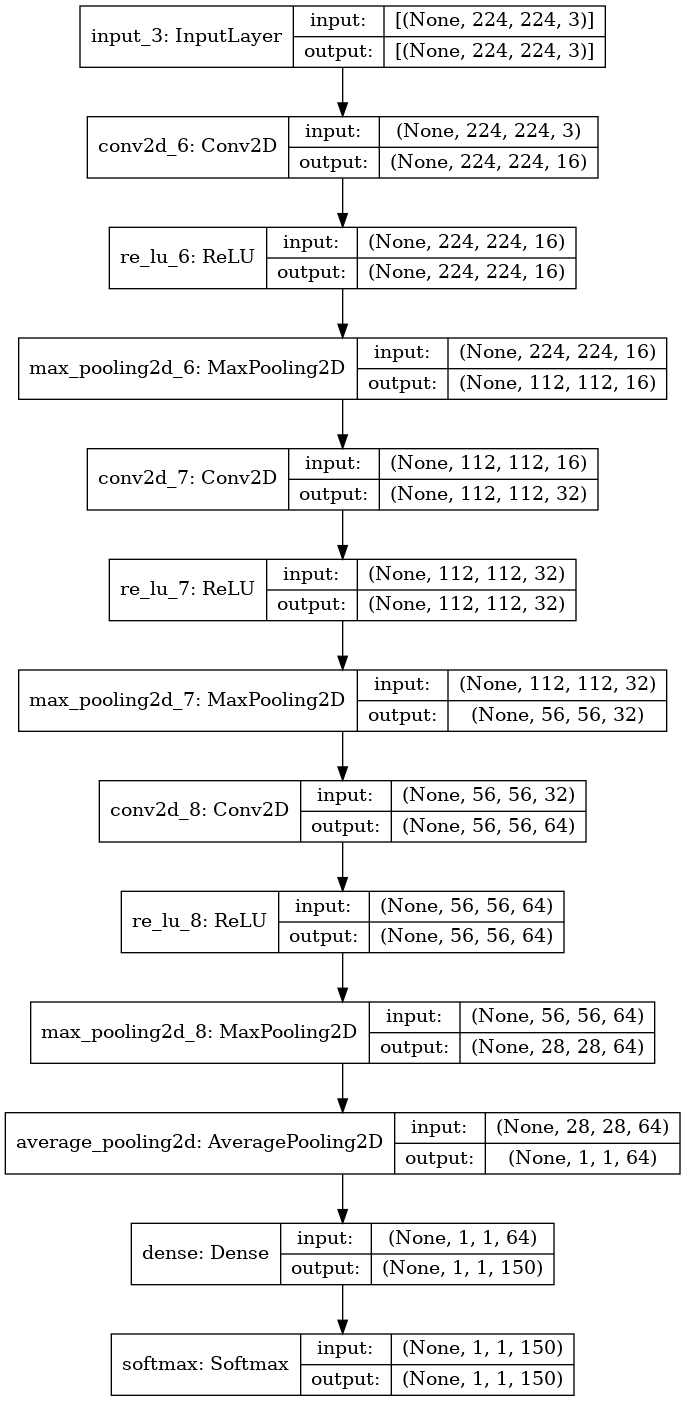 input_3: InputLayer
input:
[(None, 224, 224, 3)]
output:
[(None, 224, 224, 3)]
conv2d_6: Conv2D
input:
(None, 224, 224, 3)
output:
(None, 224, 224, 16)
re_lu_6: ReLU
input:
(None, 224, 224, 16)
output:
(None, 224, 224, 16)
max_pooling2d_6: MaxPooling2D
input:
(None, 224, 224, 16)
output:
(None, 112, 112, 16)
conv2d_7: Conv2D
input:
(None, 112, 112, 16)
output:
(None, 112, 112, 32)
re_lu_7: ReLU
input:
(None, 112, 112, 32)
output:
(None, 112, 112, 32)
max_pooling2d_7: MaxPooling2D
input:
(None, 112, 112, 32)
output:
(None, 56, 56, 32)
conv2d_8: Conv2D
input:
(None, 56, 56, 32)
output:
(None, 56, 56, 64)
re_lu_8: ReLU
input:
(None, 56, 56, 64)
output:
(None, 56, 56, 64)
max_pooling2d_8: MaxPooling2D
input:
(None, 56, 56, 64)
output:
(None, 28, 28, 64)
average_pooling2d: AveragePooling2D
input:
(None, 28, 28, 64)
output:
(None, 1, 1, 64)
dense: Dense
input:
(None, 1, 1, 64)
output:
(None, 1, 1, 150)
softmax: Softmax
input:
(None, 1, 1, 150)
output:
(None, 1, 1, 150)